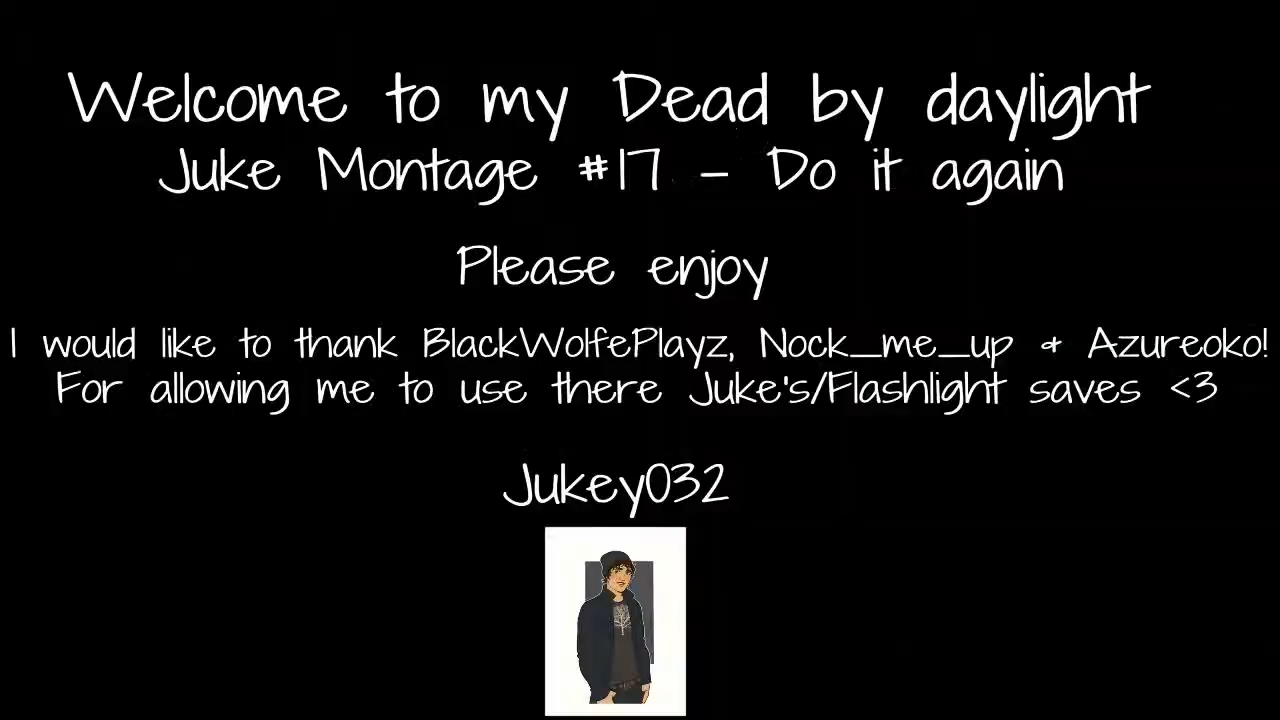 Welcome to my Dead by daylight
Juke Montage #17 - Do it again
Please enjoy
I would like to thank BlackWolfePlayz, Nock_me_up & Azureoko!
For allowing me to use there Juke's/Flashlight saves <3
Jukey032